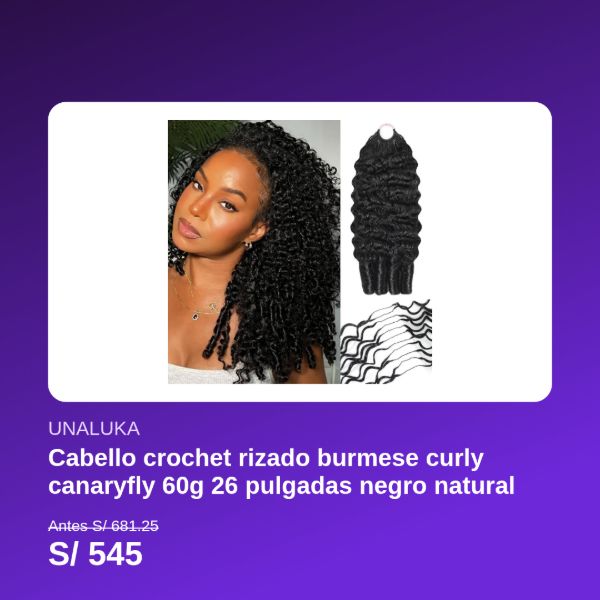 UNALUKA
Cabello crochet rizado burmese curly
canaryfly 60g 26 pulgadas negro natural
Antes S/ 681.25
S/ 545